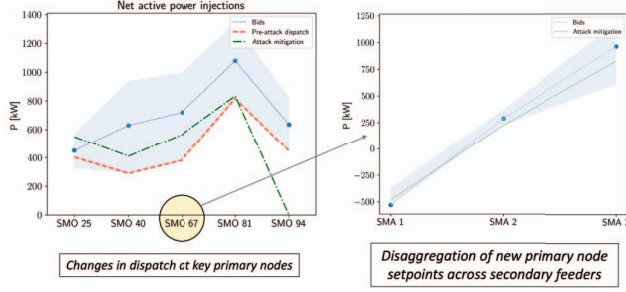 Net active power injections
1400
1200
1000
800
600
400
200
0
P [kW]
Bids
Pre-attack dispatch
Attack mitigation
SMO 25
SMO 40
SMO 67
SMO 81
SMO 94
Changes in dispatch ct key primary nodes
1250
1000
750
500
250
0
−250
−500
P [kW]
Bids
Attack mitigation
SMA 1
SMA 2
SMA
Disaggregation of new primary node
setpoints across secondary feeders